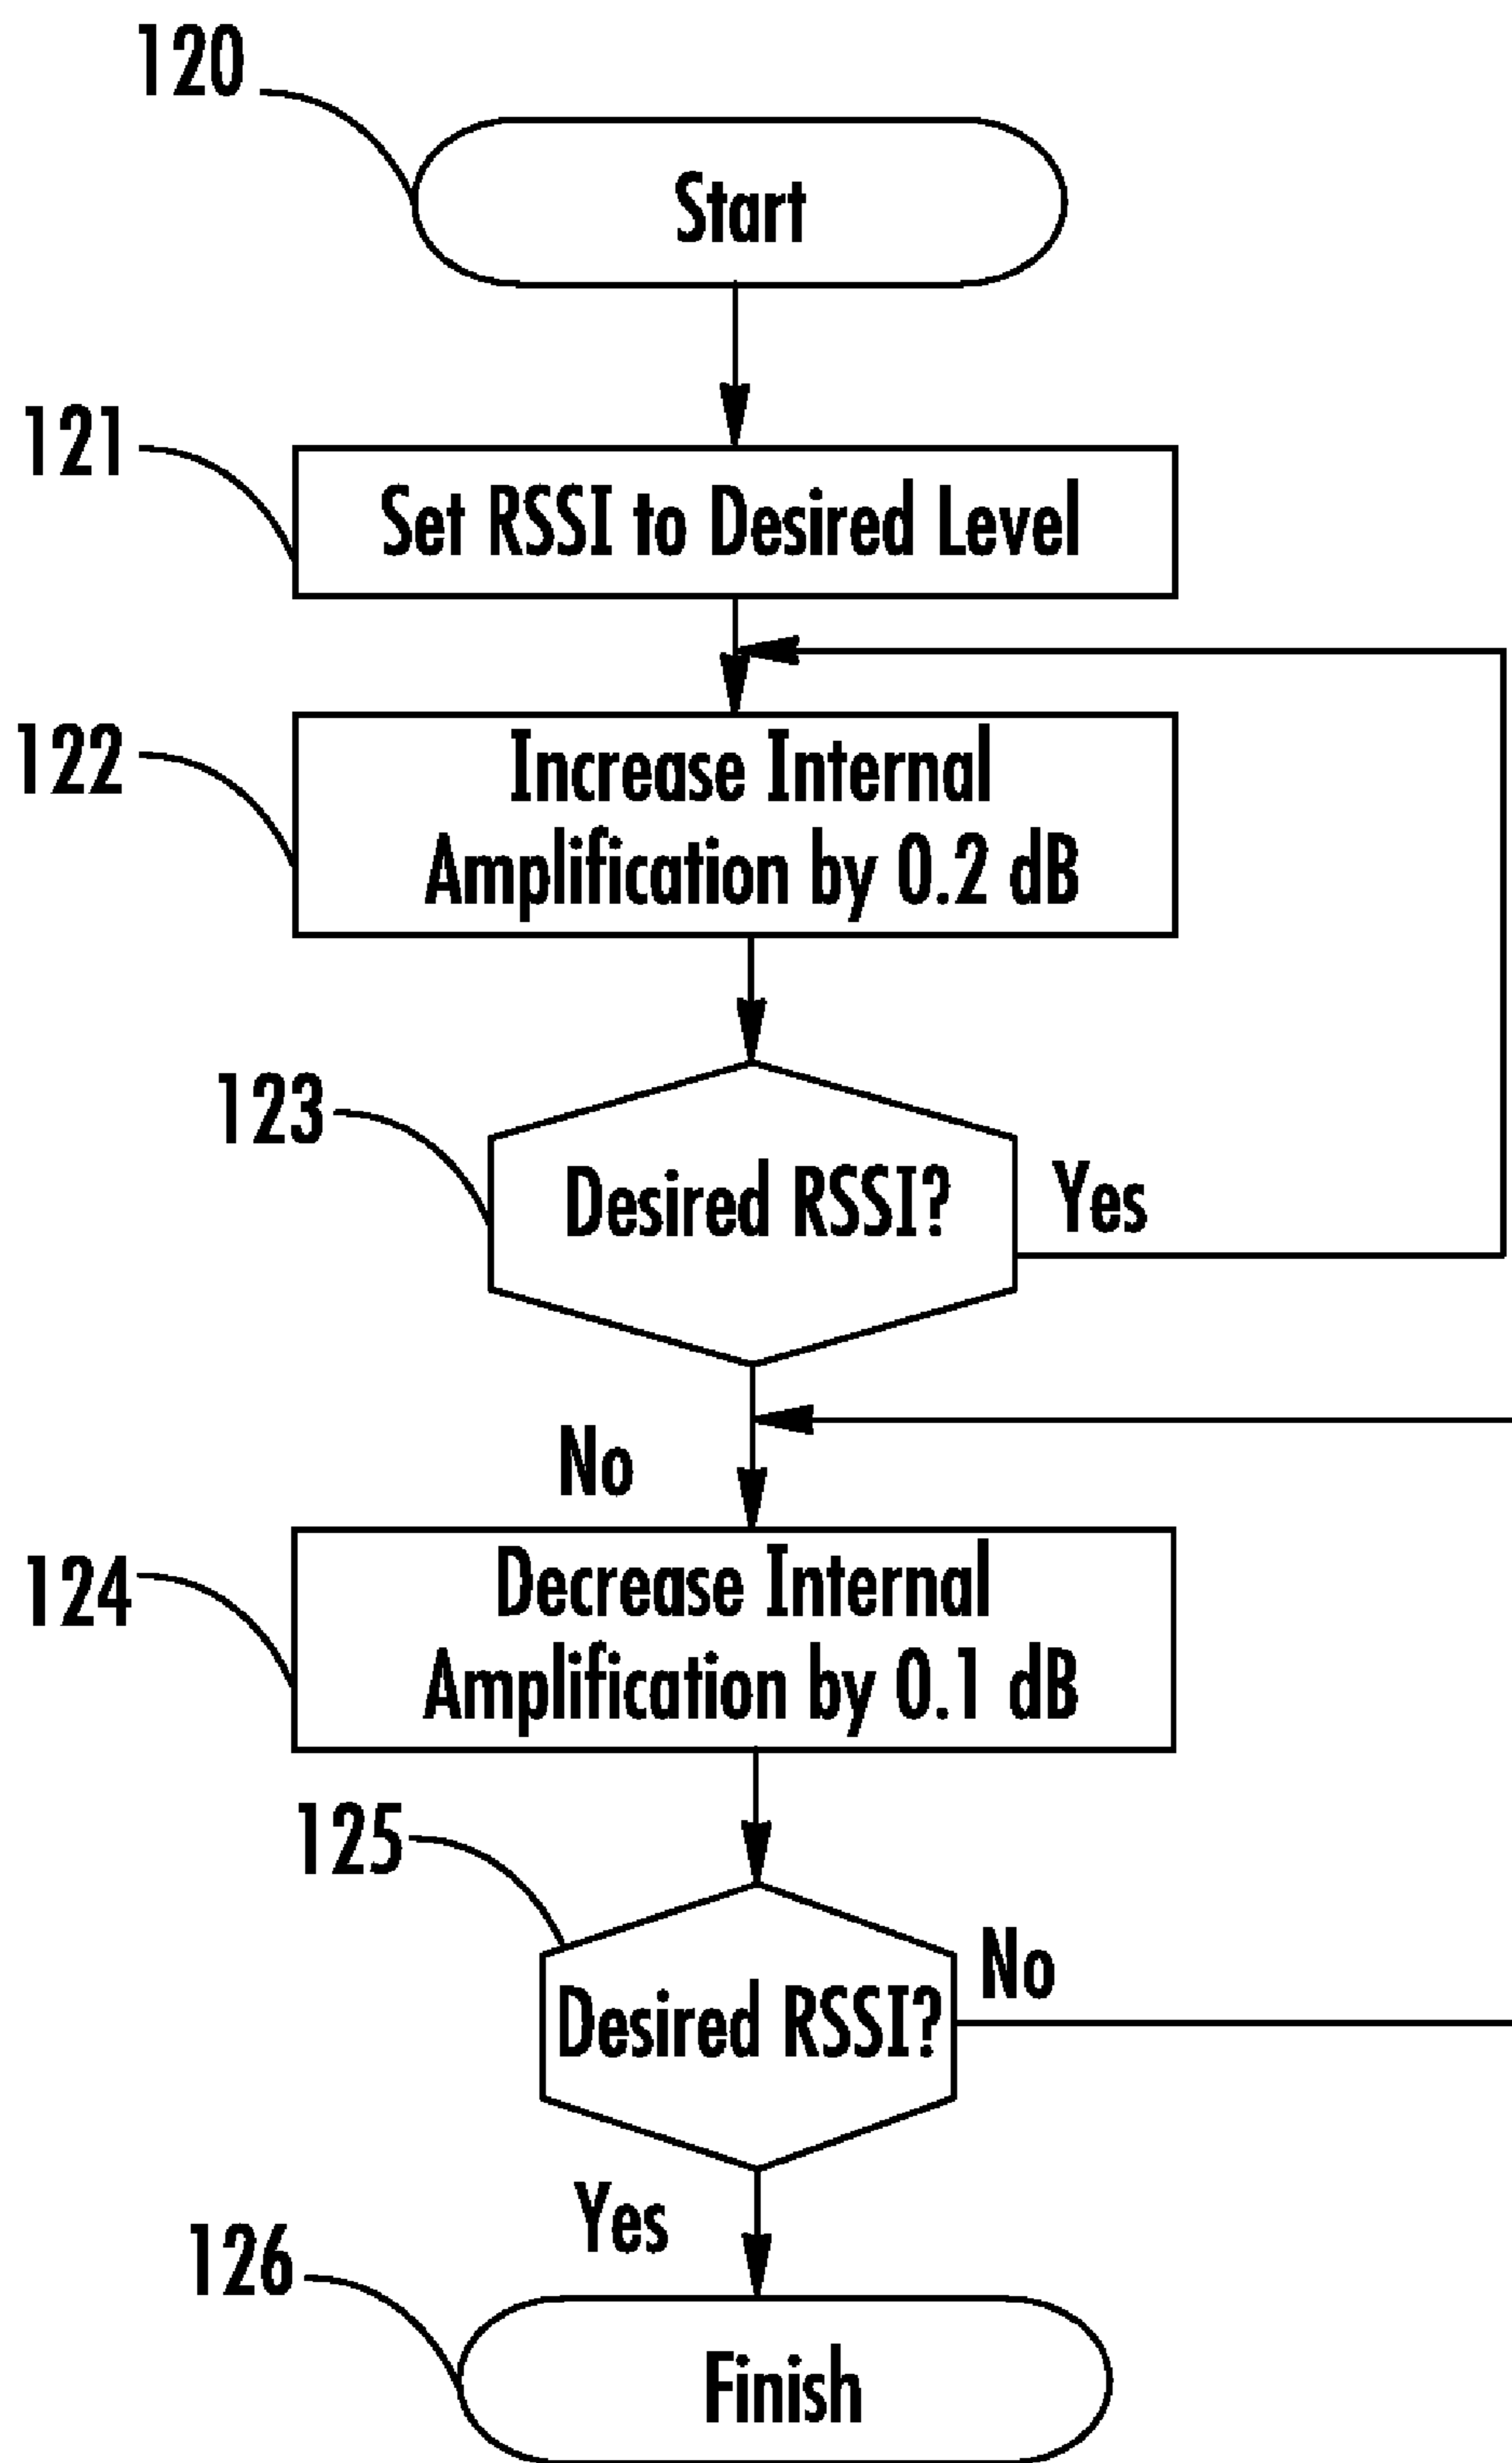 120
Start
121
Set RSSI to Desired Level
122
Increase Internal
Amplification by 0.2 dB
123
Desired RSSI?
Yes
No
124
Decrease Internal
Amplification by 0.1 dB
125
Desired RSSI?
No
Yes
126
Finish